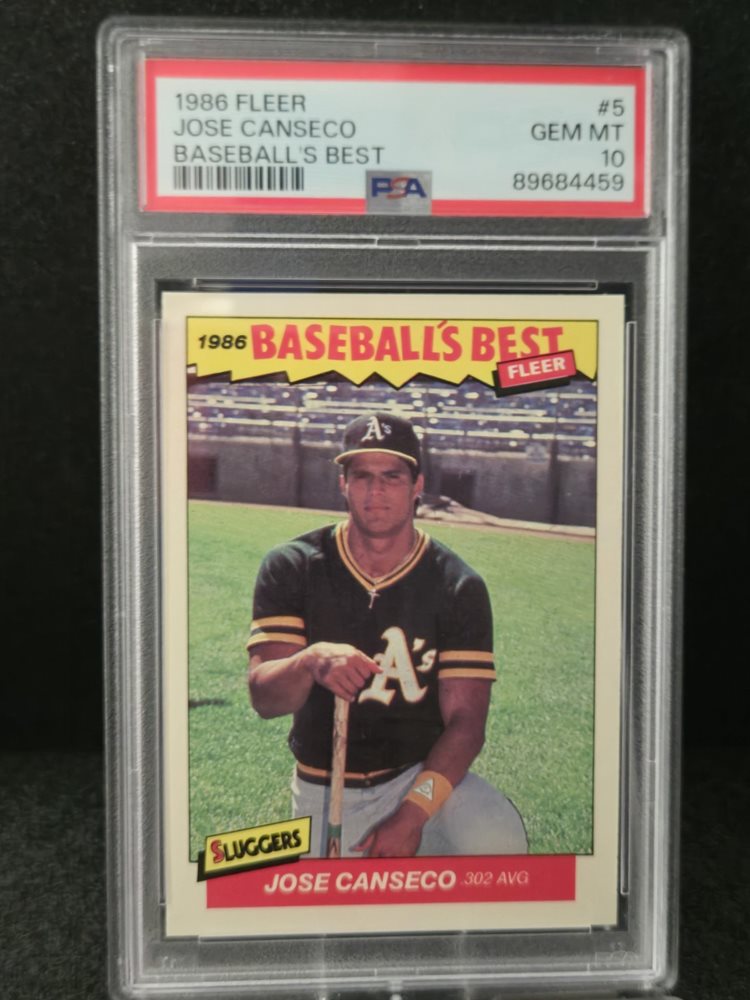 1986 FLEER #5
JOSE CANSECO GEM MT
BASEBALL'S BEST 10
PSA 89684459
1986 BASEBALL'S BEST
FLEER
A's
A's
SLUGGERS
JOSE CANSECO .302 AVG